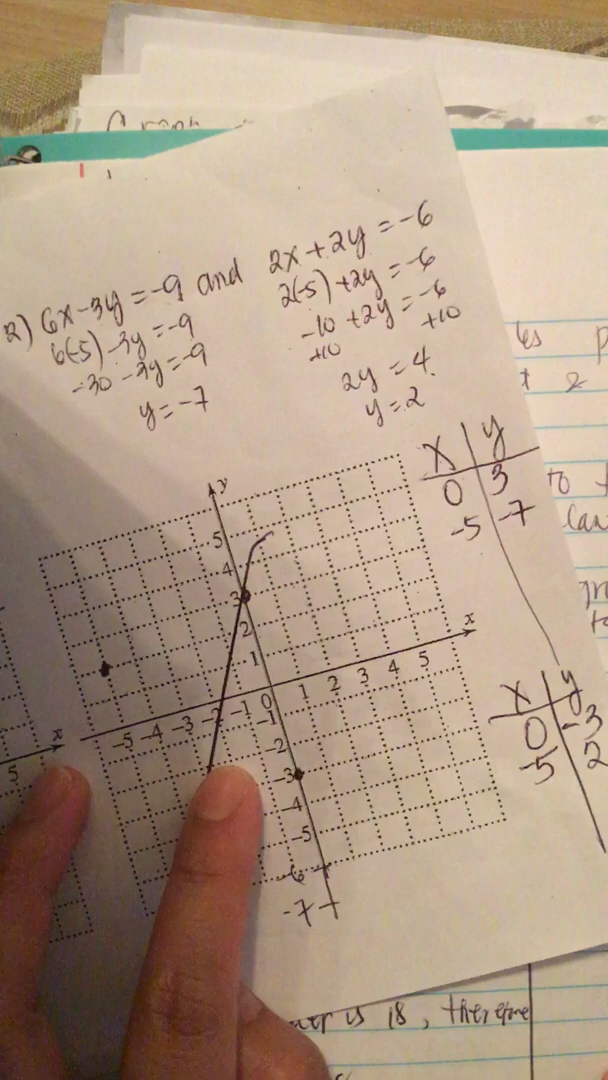 Graph
2) 6x-3y=-9 and 2x+2y=-6
6(-5)-3y=-9
-30-3y=-9
y=-7
2(-5)+2y=-6
-10+2y=-6
+10 +10
2y=4
y=2
x y
0 3
-5 -7
x y
0 -3
-5 2
y
5
4
3
2
1
x
-5 -4 -3 -2 -1 0 1 2 3 4 5
-1
-2
-3
-4
-5
-6
-7
x
5
to
can
is 18, therefore